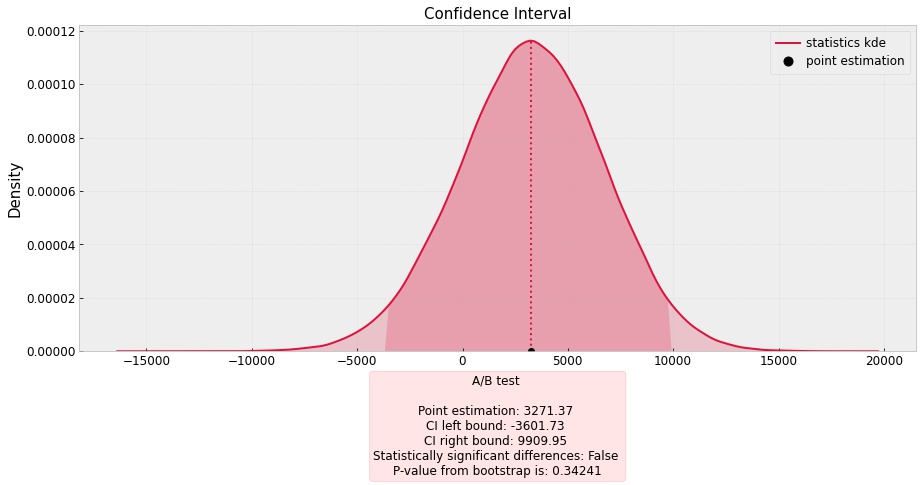 Confidence Interval
statistics kde
point estimation
Density
0.00012
0.00010
0.00008
0.00006
0.00004
0.00002
0.00000
−15000
−10000
−5000
0
5000
10000
15000
20000
A/B test
Point estimation: 3271.37
CI left bound: -3601.73
CI right bound: 9909.95
Statistically significant differences: False
P-value from bootstrap is: 0.34241